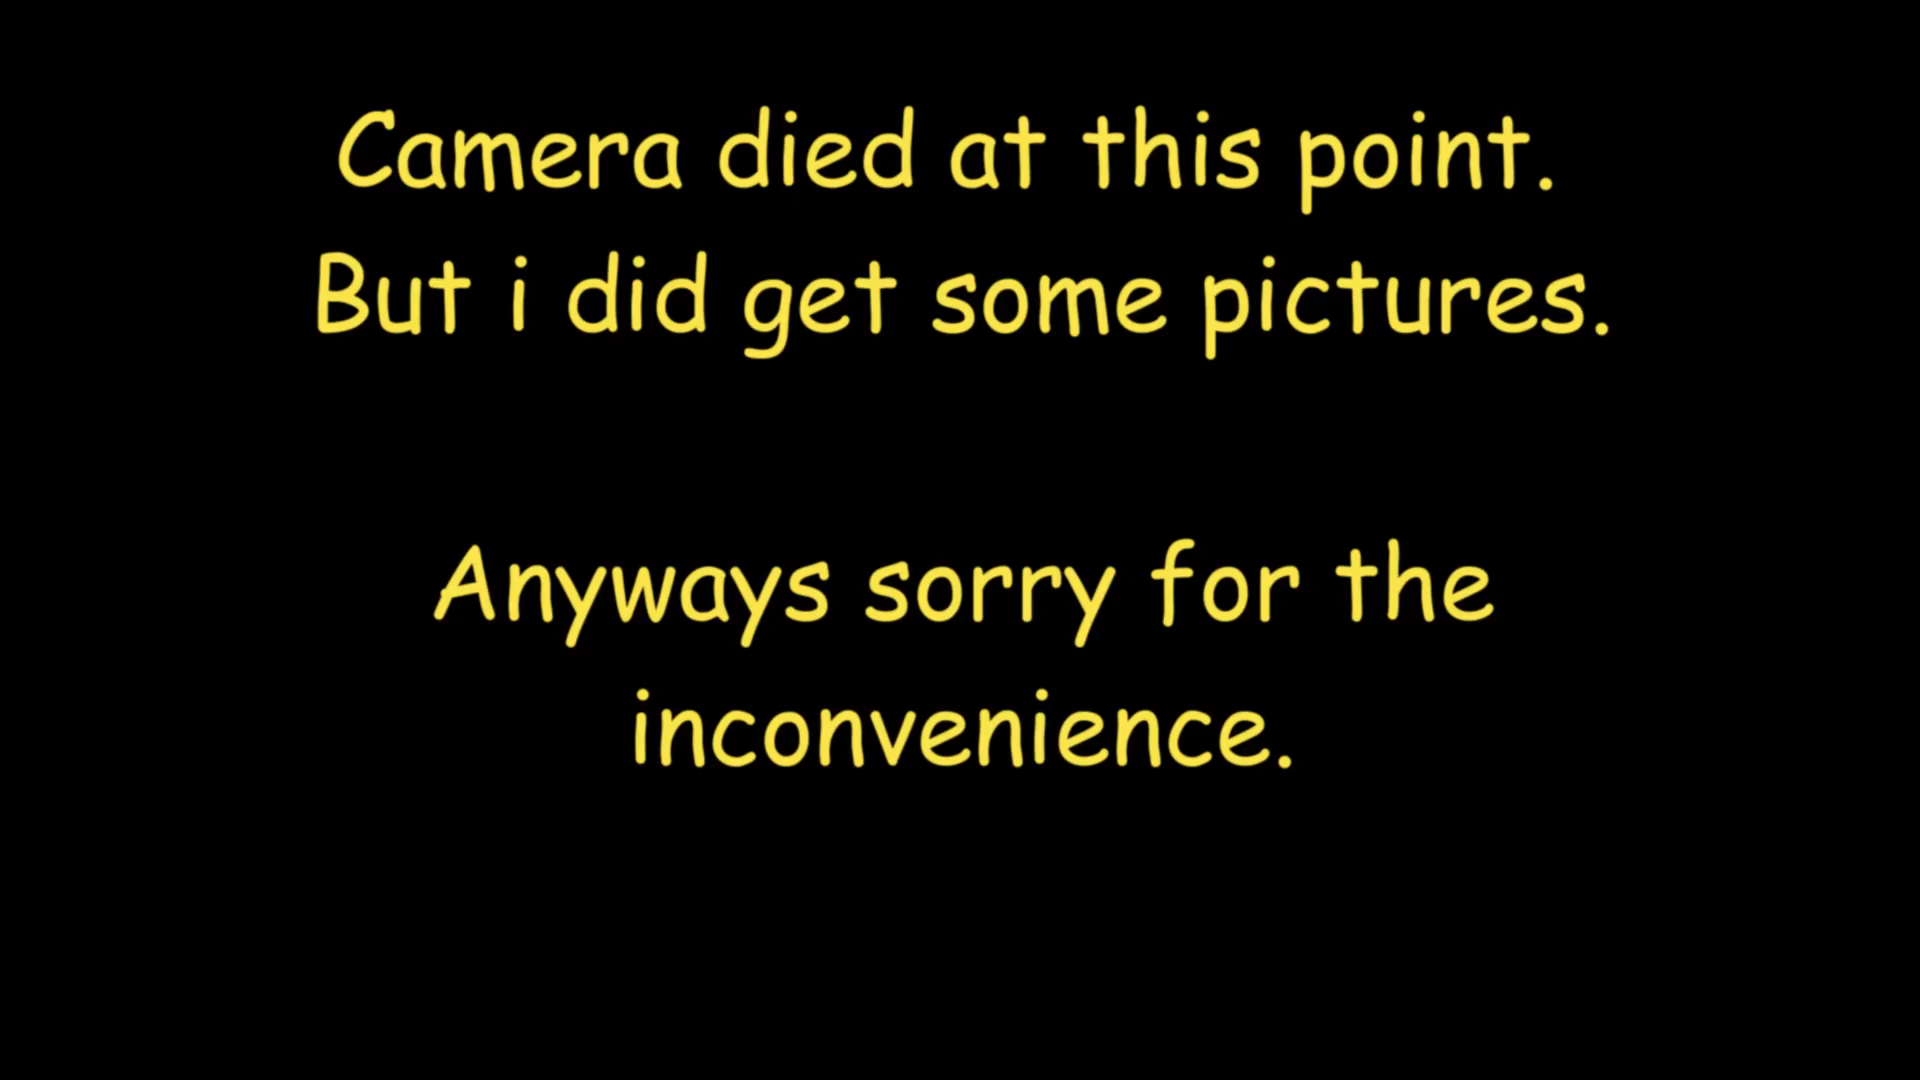 Camera died at this point.
But i did get some pictures.
Anyways sorry for the
inconvenience.